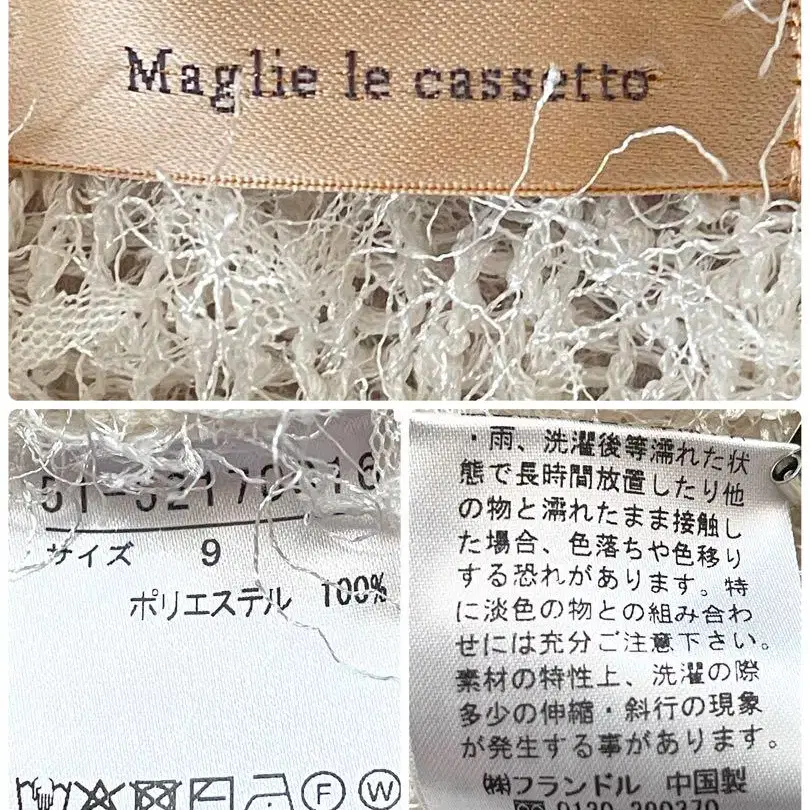 Maglie le cassetto
サイズ 9
ポリエステル 100%
F W
・雨、洗濯後等濡れた状
態で長時間放置したり他
の物と濡れたまま接触し
た場合、色落ちや色移り
する恐れがあります。特
に淡色の物との組み合わ
せには充分ご注意下さい。
素材の特性上、洗濯の際
多少の伸縮・斜行の現象
が発生する事があります。
㈱フランドル 中国製